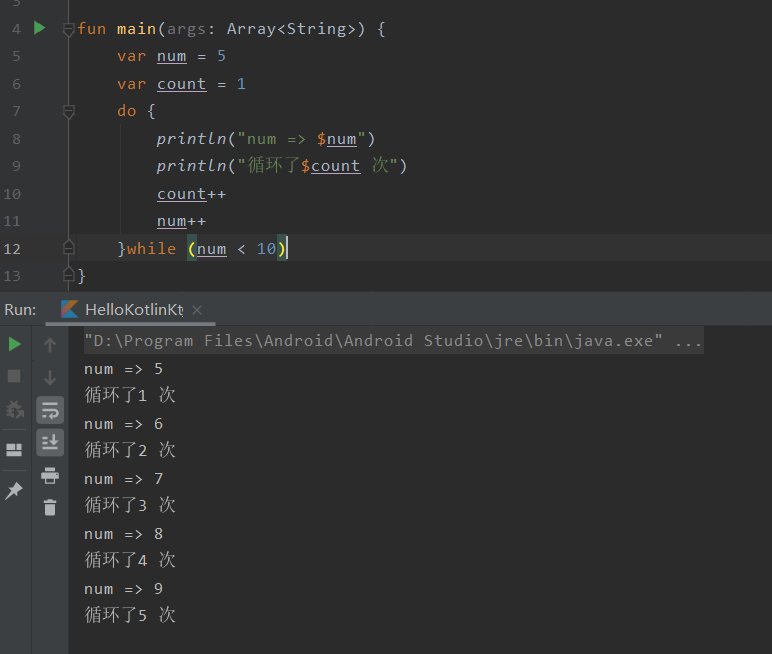 4 fun main(args: Array<String>) {
5 var num = 5
6 var count = 1
7 do {
8 println("num => $num")
9 println("循环了$count 次")
10 count++
11 num++
12 }while (num < 10)
13 }
Run: HelloKotlinKt ×
"D:\Program Files\Android\Android Studio\jre\bin\java.exe" ...
num => 5
循环了1 次
num => 6
循环了2 次
num => 7
循环了3 次
num => 8
循环了4 次
num => 9
循环了5 次